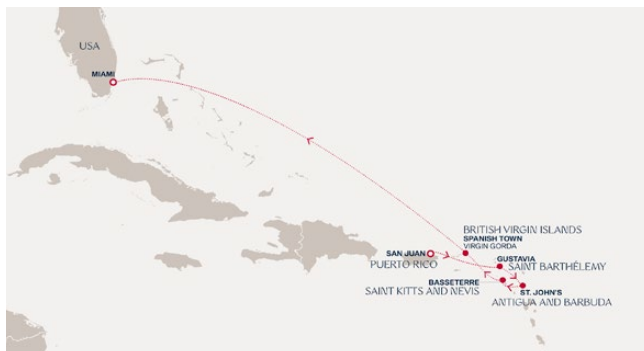 USA
MIAMI
BRITISH VIRGIN ISLANDS
SPANISH TOWN
VIRGIN GORDA
SAN JUAN
PUERTO RICO
GUSTAVIA
SAINT BARTHÉLEMY
BASSETERRE
SAINT KITTS AND NEVIS
ST. JOHN'S
ANTIGUA AND BARBUDA